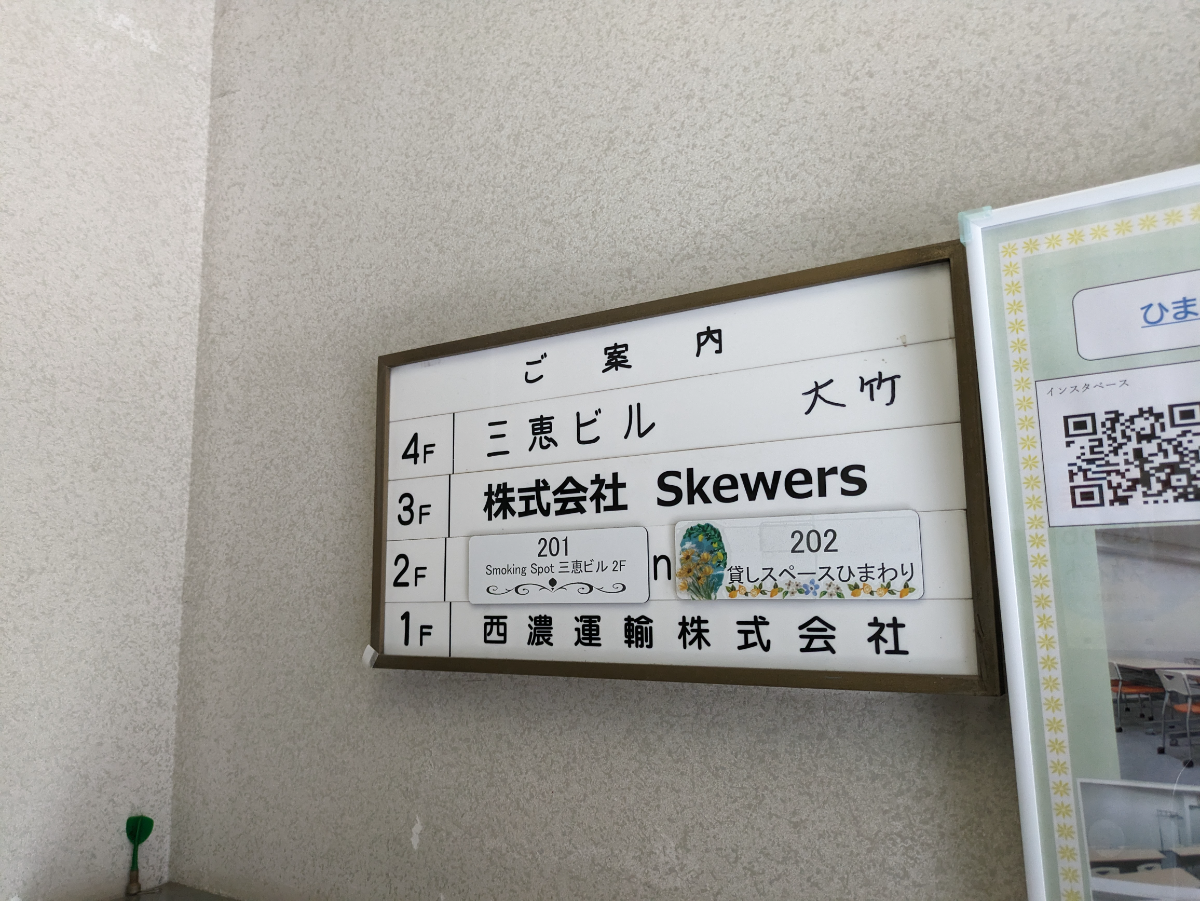 ご案内
4F 三恵ビル 大竹
3F 株式会社 Skewers
2F
201
Smoking Spot 三恵ビル 2F
n
202
貸しスペースひまわり
1F 西濃運輸株式会社
ひま
インスタページ